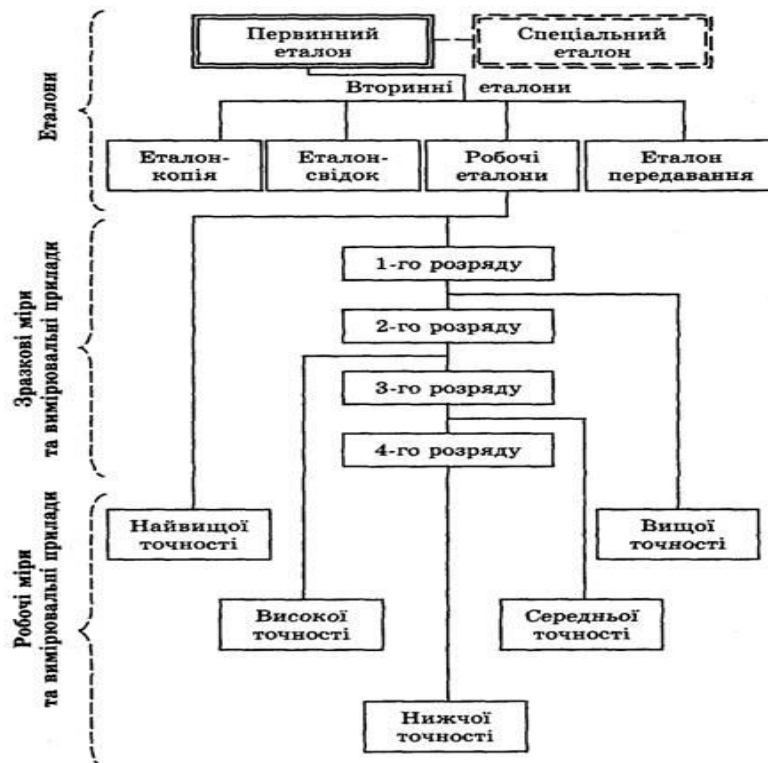 Первинний
еталон
Спеціальний
еталон
Вторинні еталони
Еталони
Еталон-
копія
Еталон-
свідок
Робочі
еталони
Еталон
передавання
Зразкові міри
та вимірювальні прилади
1-го розряду
2-го розряду
3-го розряду
4-го розряду
Робочі міри
та вимірювальні прилади
Найвищої
точності
Вищої
точності
Високої
точності
Середньої
точності
Нижчої
точності